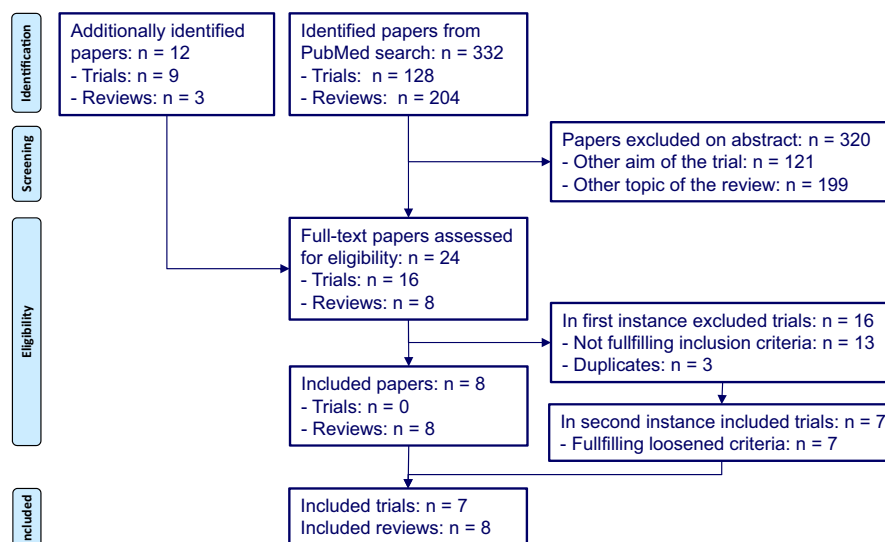 Identification
Additionally identified
papers: n = 12
- Trials: n = 9
- Reviews: n = 3
Identified papers from
PubMed search: n = 332
- Trials: n = 128
- Reviews: n = 204
Screening
Papers excluded on abstract: n = 320
- Other aim of the trial: n = 121
- Other topic of the review: n = 199
Eligibility
Full-text papers assessed
for eligibility: n = 24
- Trials: n = 16
- Reviews: n = 8
In first instance excluded trials: n = 16
- Not fullfilling inclusion criteria: n = 13
- Duplicates: n = 3
Included papers: n = 8
- Trials: n = 0
- Reviews: n = 8
In second instance included trials: n = 7
- Fullfilling loosened criteria: n = 7
ncluded
Included trials: n = 7
Included reviews: n = 8